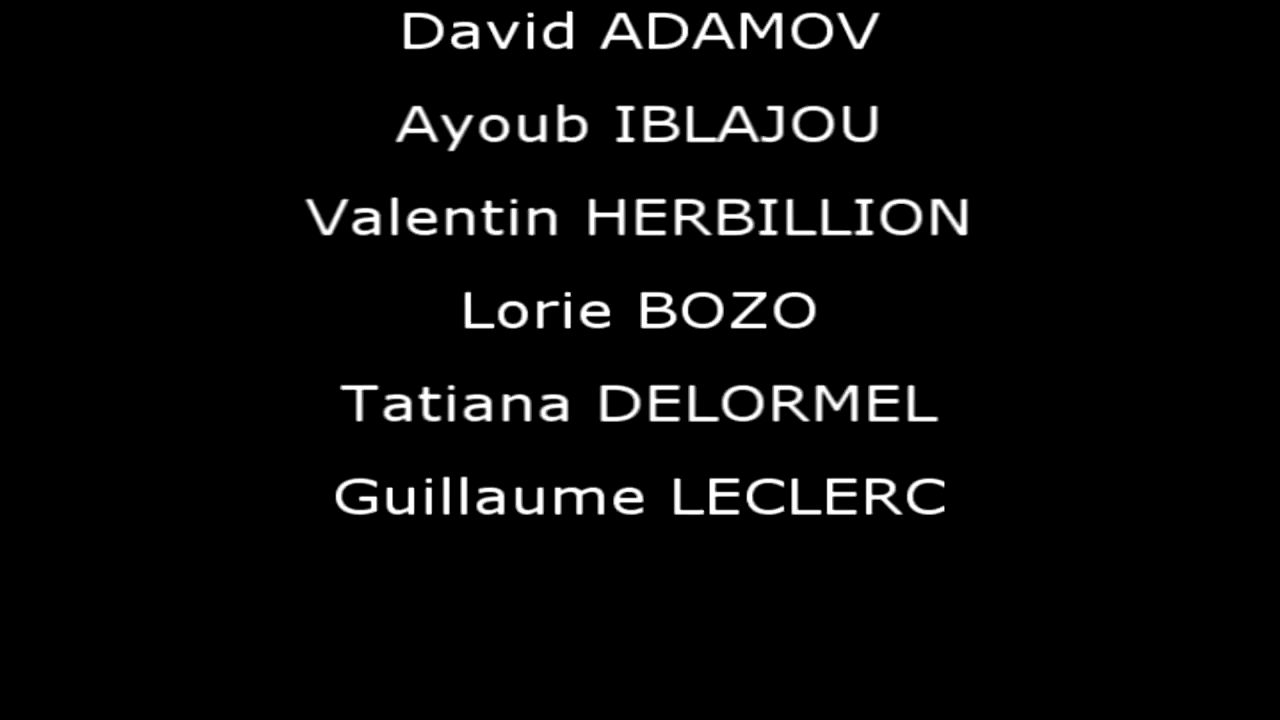 David ADAMOV
Ayoub IBLAJOU
Valentin HERBILLION
Lorie BOZO
Tatiana DELORMEL
Guillaume LECLERC